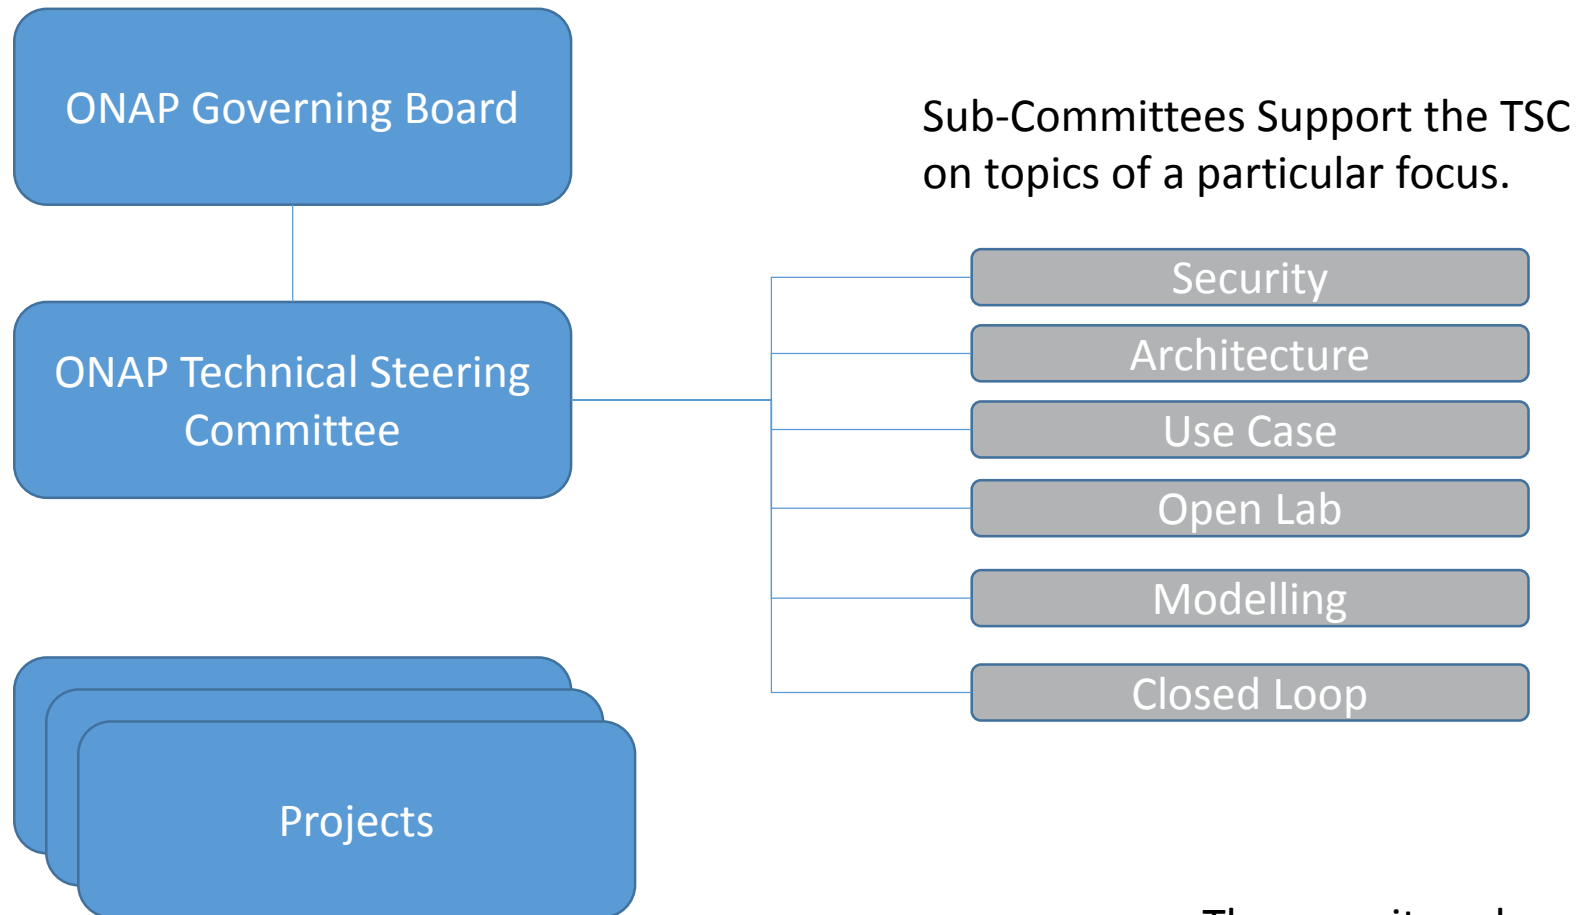 ONAP Governing Board
Sub-Committees Support the TSC
on topics of a particular focus.
ONAP Technical Steering
Committee
Security
Architecture
Use Case
Open Lab
Modelling
Closed Loop
Projects